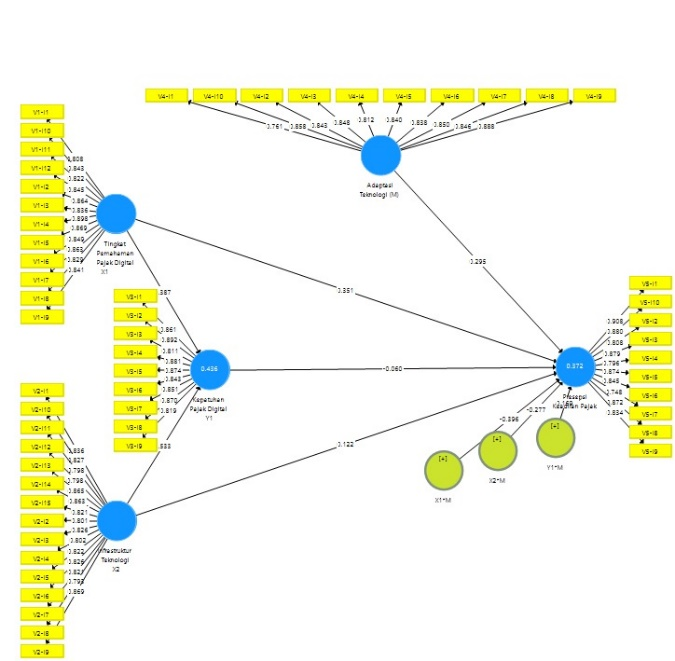 V4-I1
V4-I10
V4-I2
V4-I3
V4-I4
V4-I5
V4-I6
V4-I7
V4-I8
V4-I9
0.761
0.858
0.843
0.848
0.812
0.840
0.838
0.850
0.846
0.888
Adaptasi
Teknologi (M)
V1-I1
V1-I10
V1-I11
V1-I12
V1-I2
V1-I3
V1-I4
V1-I5
V1-I6
V1-I7
V1-I8
V1-I9
0.808
0.843
0.822
0.845
0.864
0.836
0.898
0.869
0.849
0.863
0.829
0.841
Tingkat
Pemahaman
Pajak Digital
X1
0.295
0.351
V3-I1
V3-I2
V3-I3
V3-I4
V3-I5
V3-I6
V3-I7
V3-I8
V3-I9
0.861
0.892
0.811
0.881
0.874
0.843
0.851
0.870
0.819
0.436
Kepatuhan
Pajak Digital
Y1
-0.060
V5-I1
V5-I10
V5-I2
V5-I3
V5-I4
V5-I5
V5-I6
V5-I7
V5-I8
V5-I9
0.908
0.880
0.808
0.879
0.796
0.874
0.845
0.748
0.872
0.834
0.372
Presepsi
Keadilan Pajak
V2-I1
V2-I10
V2-I11
V2-I12
V2-I13
V2-I14
V2-I15
V2-I2
V2-I3
V2-I4
V2-I5
V2-I6
V2-I7
V2-I8
V2-I9
0.836
0.827
0.798
0.798
0.865
0.863
0.821
0.801
0.826
0.802
0.822
0.826
0.869
Infrastruktur
Teknologi
X2
0.122
-0.396
-0.277
[+]
X1*M
[+]
X2*M
[+]
Y1*M